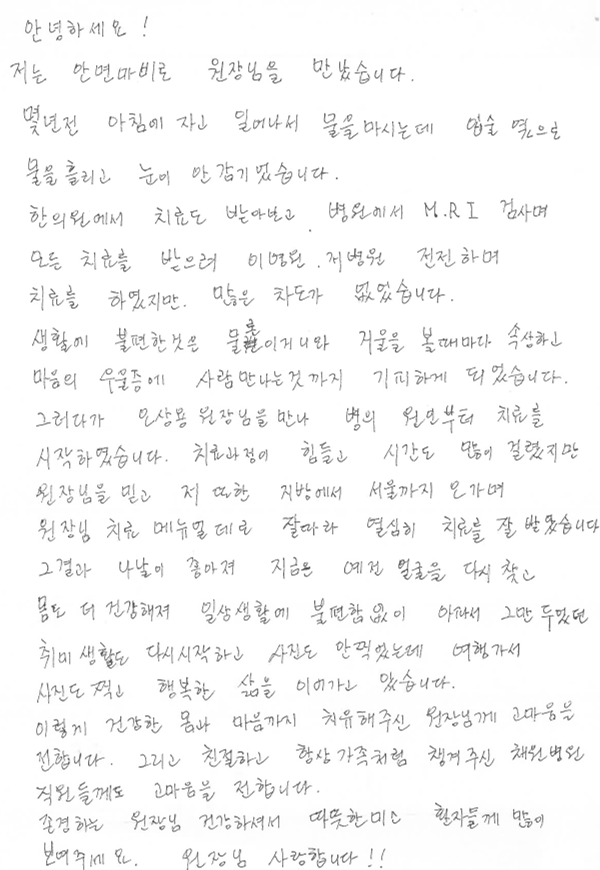 안녕하세요!
저는 안면마비로 원장님을 만났습니다.
몇년전 아침에 자고 일어나서 물을마시는데 입술 옆으로
물을흘리고 눈이 안감기었습니다.
한의원에서 치료도 받아보고. 병원에서 M.R.I 검사며
모든 치료를 받으려 이병원. 저병원 전전하며
치료를 하였지만. 많은 차도가 없었습니다.
생활에 불편한것은 물론이거니와 거울을 볼때마다 속상하고
마음의 우울증에 사람만나는것까지 기피하게 되었습니다.
그러다가 오상용 원장님을만나 병의 원인부터 치료를
시작하였습니다. 치료과정이 힘들고 시간도 많이 걸렸지만
원장님을믿고 저 또한 지방에서 서울까지 오가며
원장님 치료 메뉴얼데로 잘따라 열심히 치료를 잘 받았습니다
그결과 나날이 좋아져 지금은 예전 얼굴을 다시 찾고
몸도 더 건강해져 일상생활에 불편함없이 아파서 그만 두었던
취미 생활도 다시시작하고 사진도 안찍었는데 여행가서
사진도 찍고 행복한 삶을 이어가고 있습니다.
이렇게 건강한 몸과 마음까지 치유해주신 원장님께 고마움을
전합니다. 그리고 친절하고 항상가족처럼 챙겨주신 채원병원
직원들께도 고마움을 전합니다.
존경하는 원장님 건강하셔서 따뜻한미소 환자들께 많이
보여주세요. 원장님 사랑합니다!!